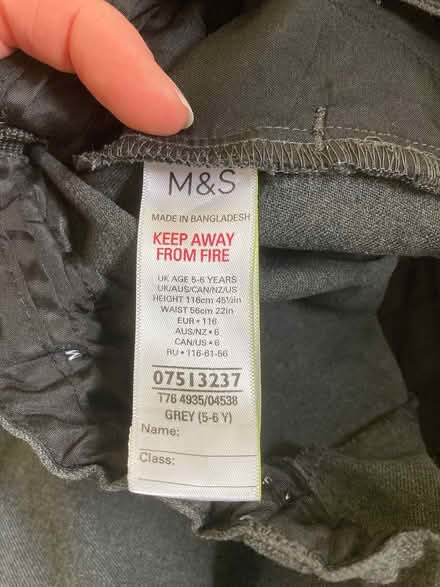 M&S
MADE IN BANGLADESH
KEEP AWAY
FROM FIRE
UK AGE 5-6 YEARS
UK/AUS/CAN/NZ/US
HEIGHT 116cm 45½in
WAIST 56cm 22in
EUR • 116
AUS/NZ • 6
CAN/US • 6
RU • 116-61-56
07513237
T76 4935/04538
GREY (5-6 Y)
Name:
Class: